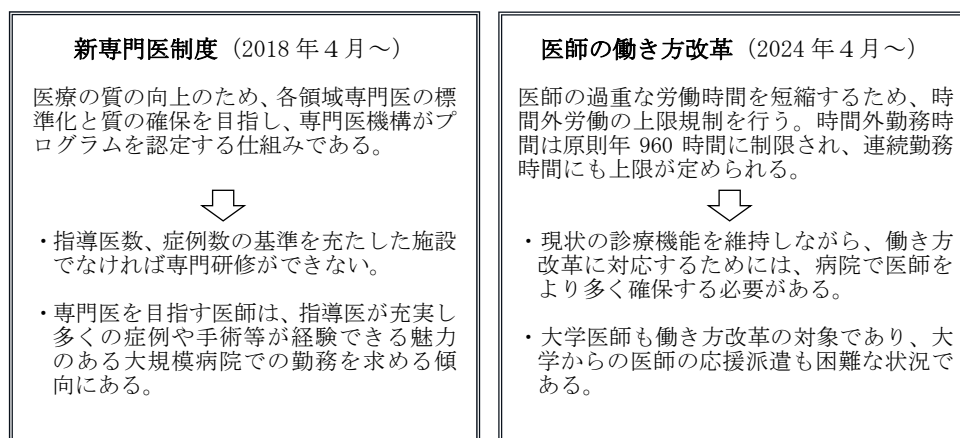 新専門医制度（2018 年４月～）
医療の質の向上のため、各領域専門医の標
準化と質の確保を目指し、専門医機構がプ
ログラムを認定する仕組みである。
・指導医数、症例数の基準を充たした施設
でなければ専門研修ができない。
・専門医を目指す医師は、指導医が充実し
多くの症例や手術等が経験できる魅力
のある大規模病院での勤務を求める傾
向にある。
医師の働き方改革（2024 年４月～）
医師の過重な労働時間を短縮するため、時
間外労働の上限規制を行う。時間外勤務時
間は原則年 960 時間に制限され、連続勤務
時間にも上限が定められる。
・現状の診療機能を維持しながら、働き方
改革に対応するためには、病院で医師を
より多く確保する必要がある。
・大学医師も働き方改革の対象であり、大
学からの医師の応援派遣も困難な状況で
ある。